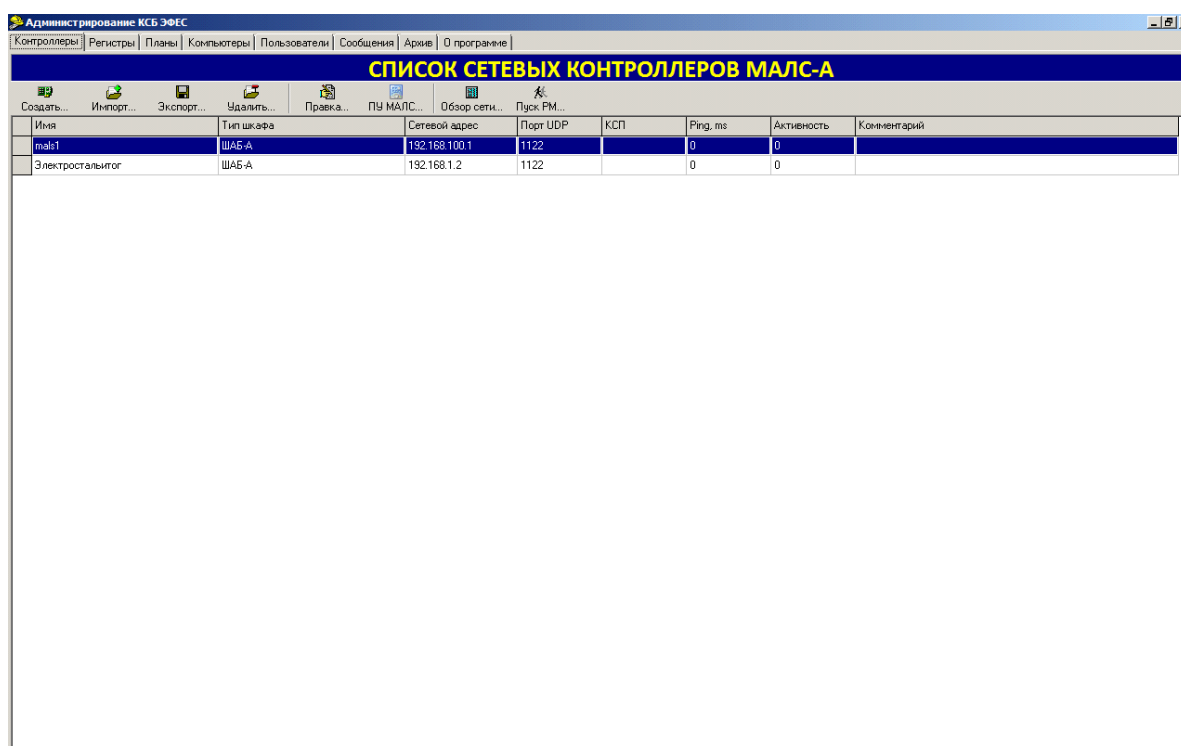 Администрирование КСБ ЭФЕС
Контроллеры Регистры Планы Компьютеры Пользователи Сообщения Архив О программе
СПИСОК СЕТЕВЫХ КОНТРОЛЛЕРОВ МАЛС-А
Создать... Импорт... Экспорт... Удалить... Правка... ПУ МАЛС... Обзор сети... Пуск РМ...
Имя Тип шкафа Сетевой адрес Порт UDP КСП Ping, ms Активность Комментарий
mals1 ШАБ-А 192.168.100.1 1122 0 0
Электростальитог ШАБ-А 192.168.1.2 1122 0 0